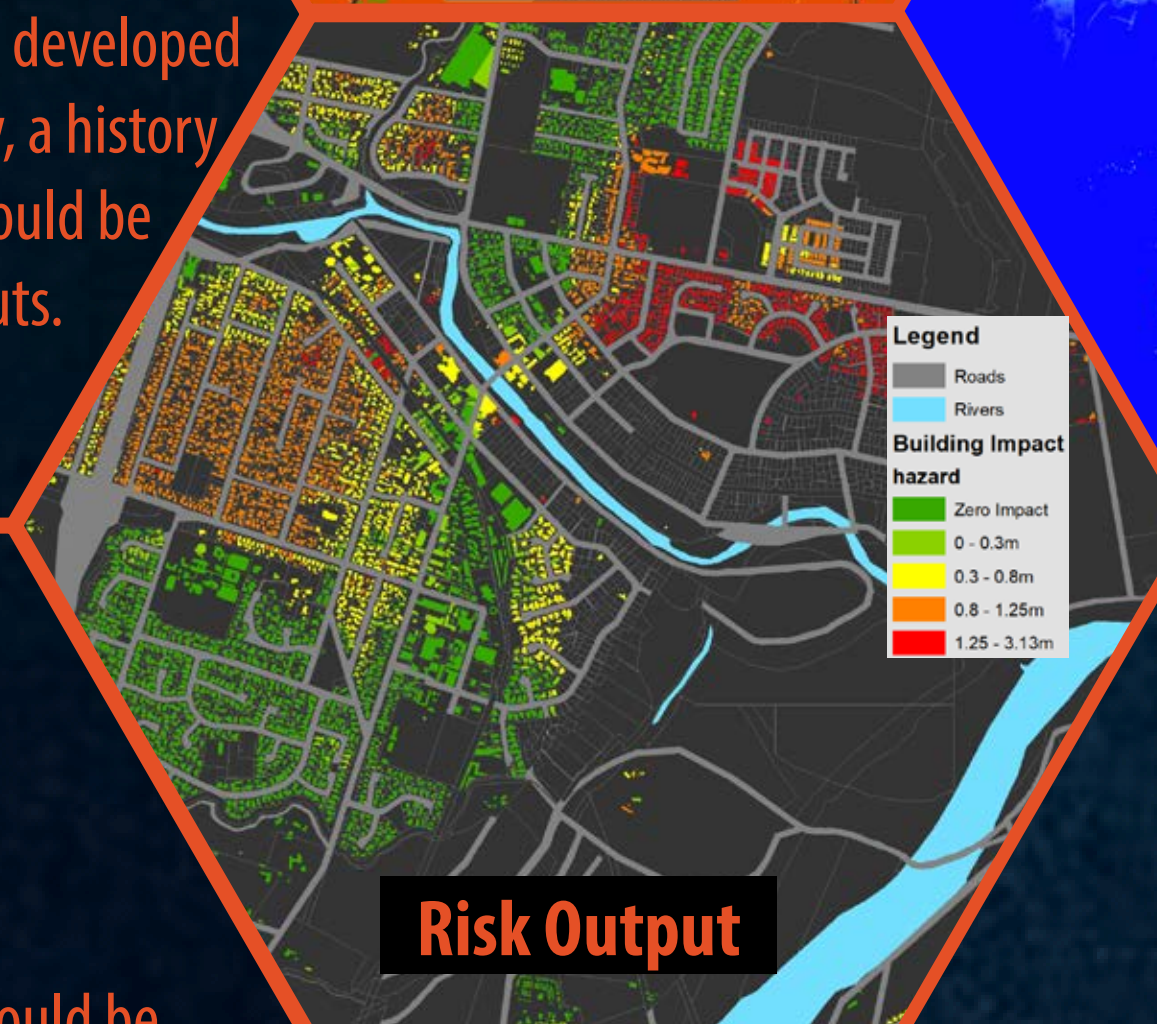 developed
, a history
ould be
uts.
Legend
Roads
Rivers
Building Impact
hazard
Zero Impact
0 - 0.3m
0.3 - 0.8m
0.8 - 1.25m
1.25 - 3.13m
Risk Output
ould be